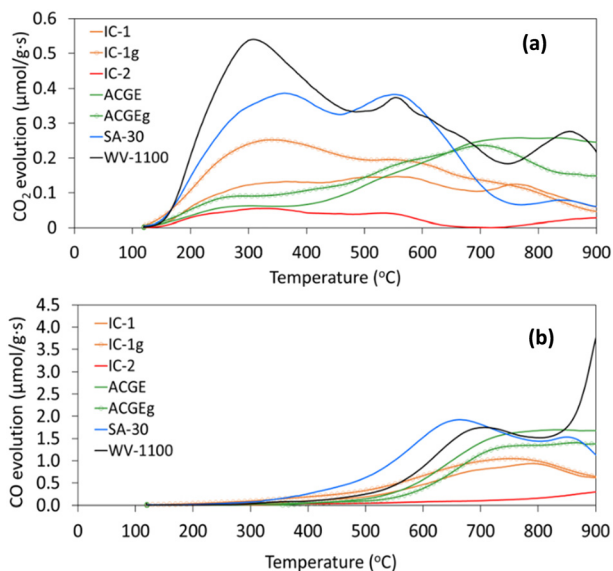 (a)
CO2 evolution (µmol/g·s)
0.6
0.5
0.4
0.3
0.2
0.1
0
IC-1
IC-1g
IC-2
ACGE
ACGEg
SA-30
WV-1100
0 100 200 300 400 500 600 700 800 900
Temperature (oC)
(b)
CO evolution (µmol/g·s)
4.5
4.0
3.5
3.0
2.5
2.0
1.5
1.0
0.5
0.0
IC-1
IC-1g
IC-2
ACGE
ACGEg
SA-30
WV-1100
0 100 200 300 400 500 600 700 800 900
Temperature (oC)